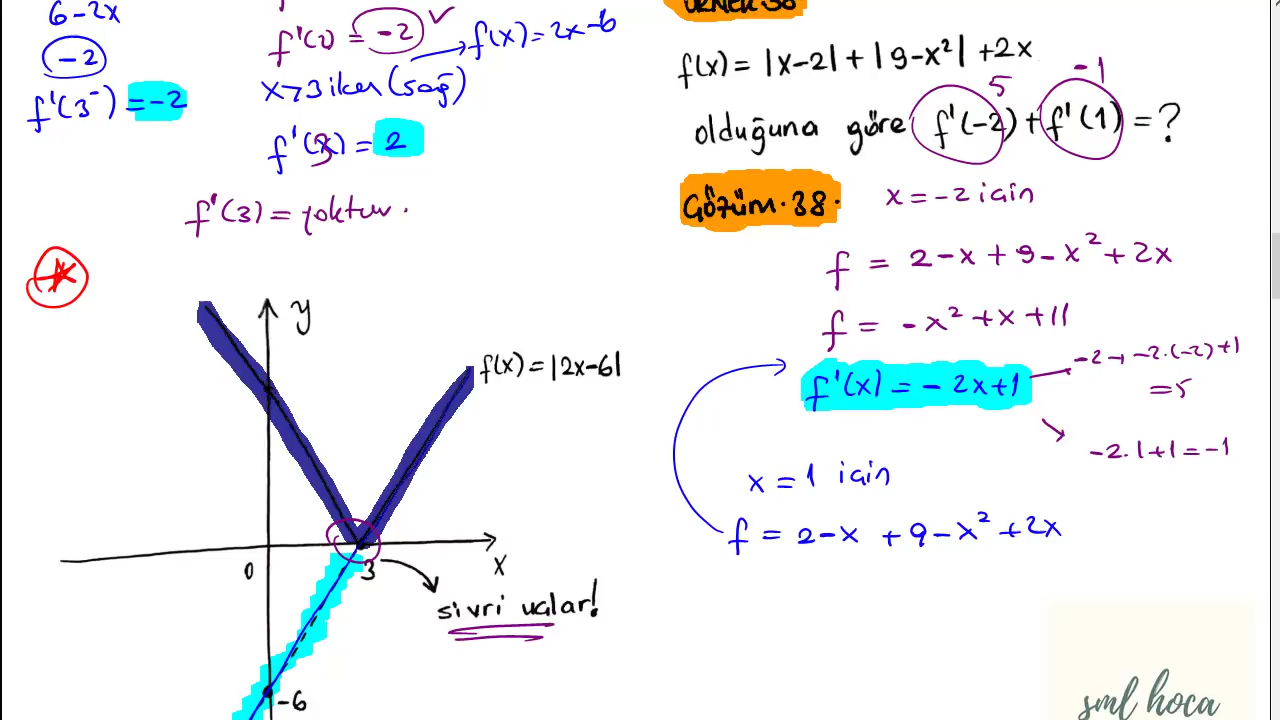 6-2x
-2
f'(3⁻) = -2
f'( ) = -2 ✓
f(x) = 2x-6
x>3 iken (sağ)
f'( ) = 2
f'(3) = yoktur.
y
f(x) = |2x-6|
0
3
x
sivri uçlar!
-6
ÖRNEK 38
f(x) = |x-2| + |9-x²| + 2x
5
-1
olduğuna göre f'(-2) + f'(1) = ?
Çözüm.38.
x = -2 için
f = 2-x + 9-x² + 2x
f = -x² + x + 11
f'(x) = -2x+1
-2 → -2.(-2)+1
= 5
-2.1+1 = -1
x = 1 için
f = 2-x + 9-x² + 2x
sml hoca